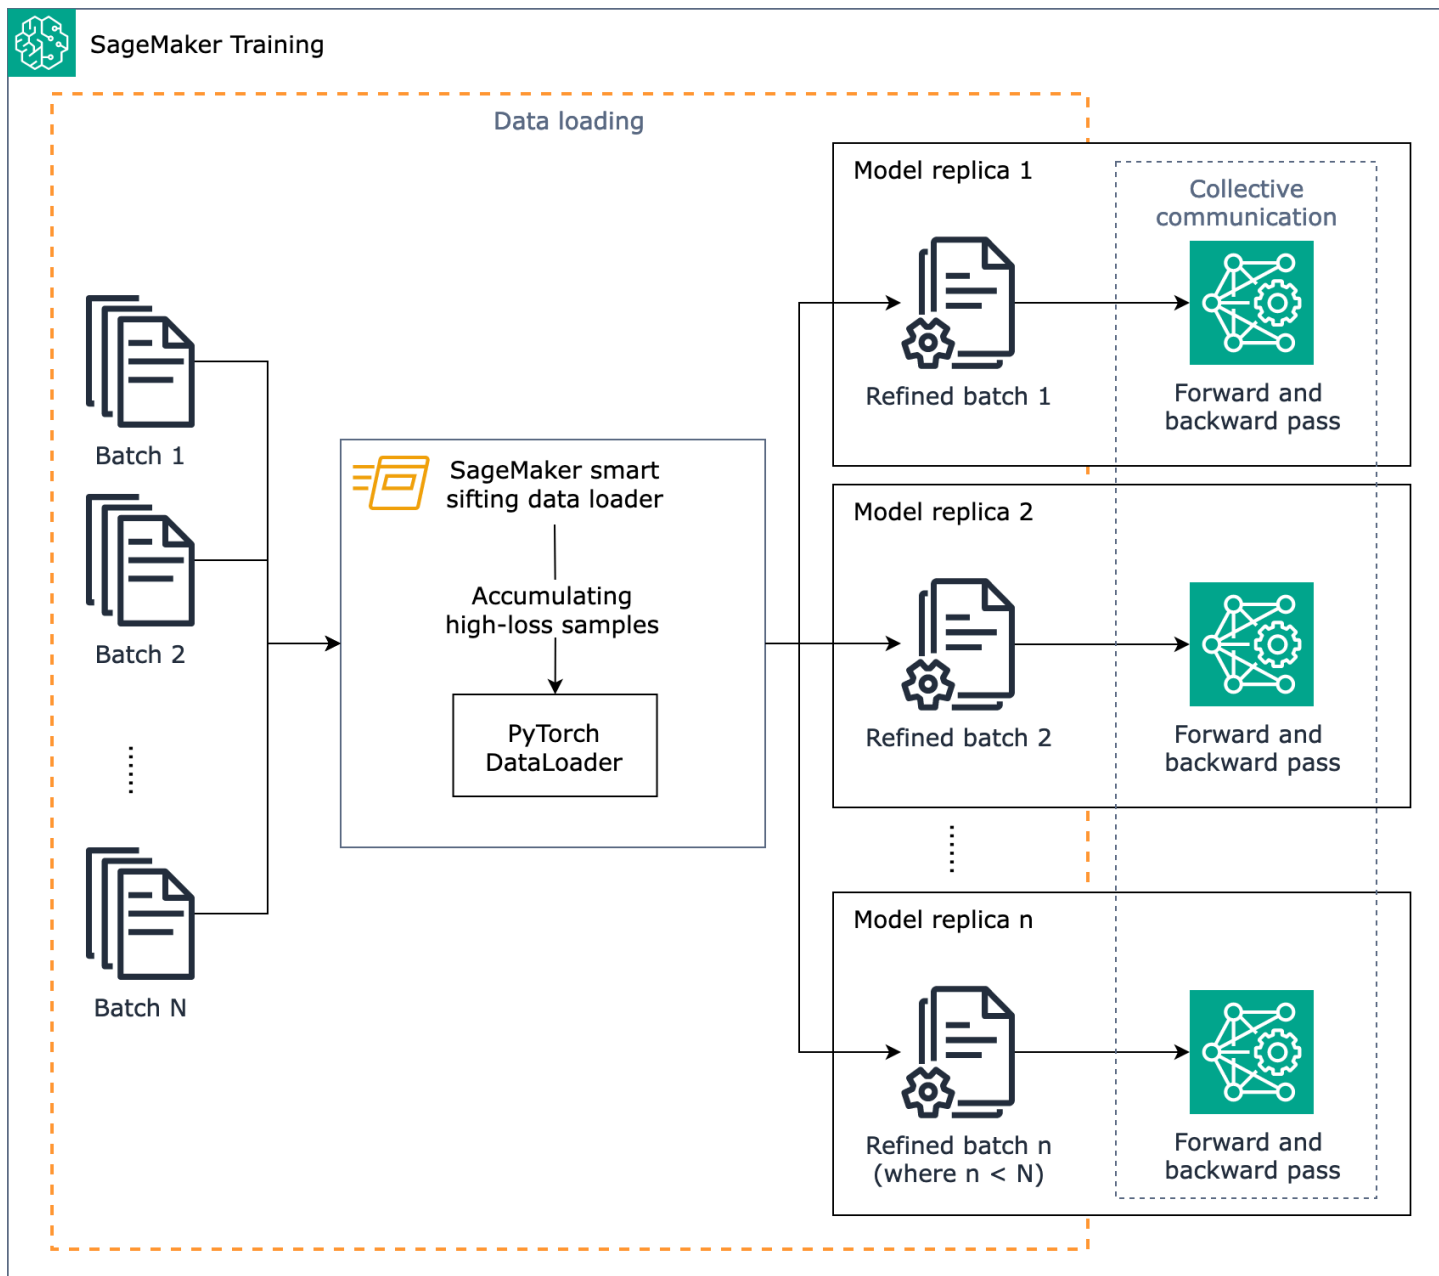 SageMaker Training
Data loading
Batch 1
Batch 2
Batch N
SageMaker smart
sifting data loader
Accumulating
high-loss samples
PyTorch
DataLoader
Model replica 1
Collective
communication
Refined batch 1
Forward and
backward pass
Model replica 2
Refined batch 2
Forward and
backward pass
Model replica n
Refined batch n
(where n < N)
Forward and
backward pass